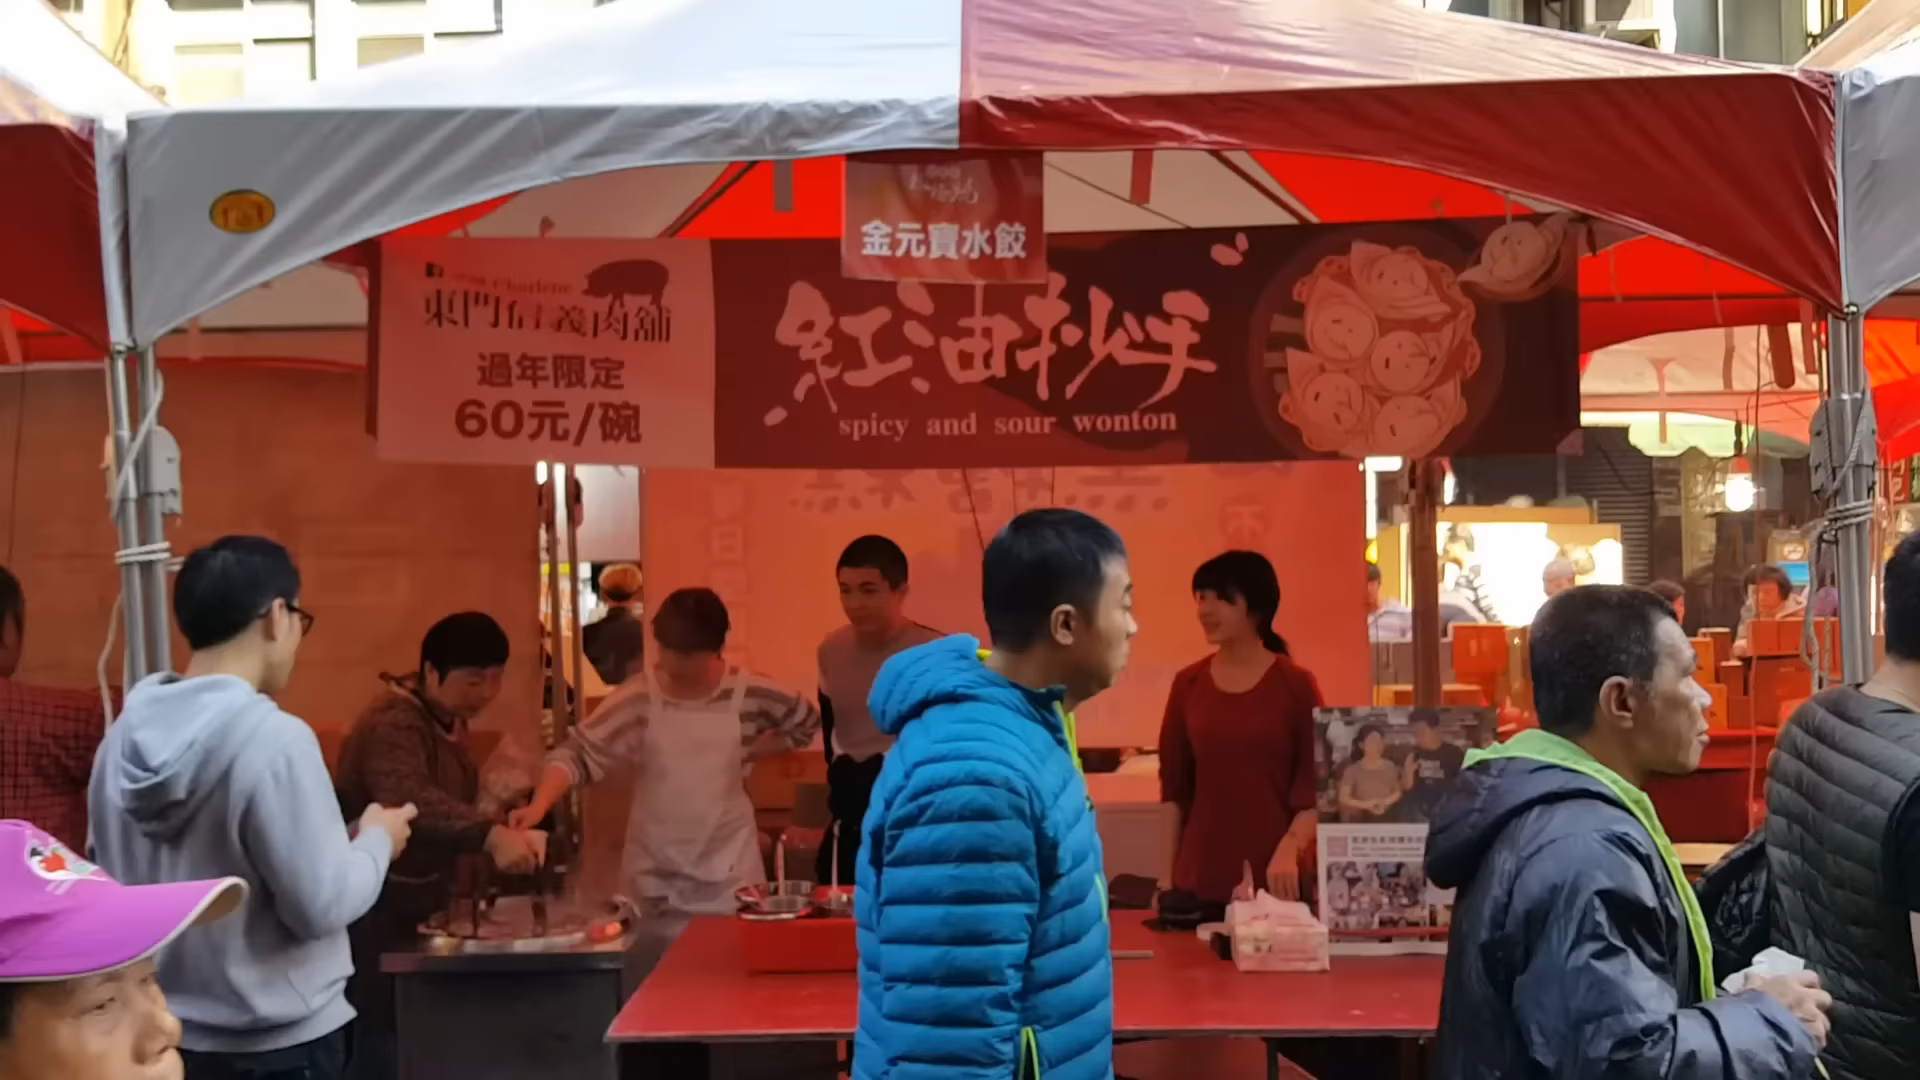 金元寶水餃
Charlene
東門信義肉舖
過年限定
60元/碗
紅油抄手
spicy and sour wonton